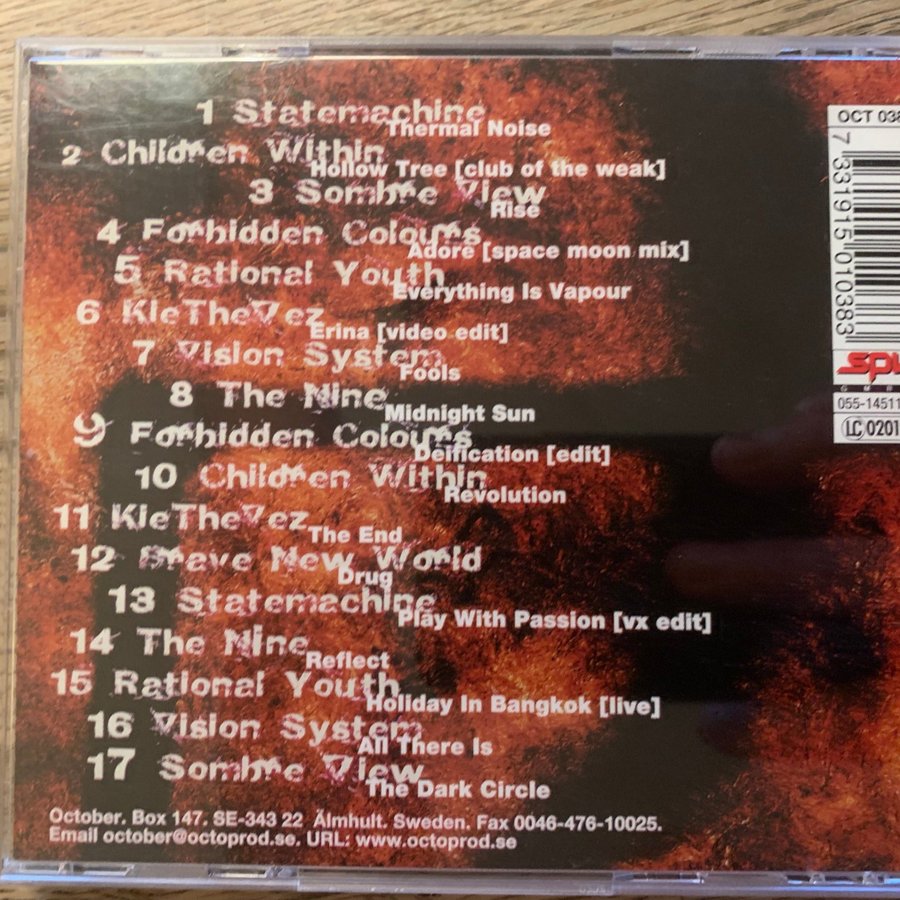 1 Statemachine
Thermal Noise
2 Children Within
Hollow Tree [club of the weak]
3 Sombre View
Rise
4 Forbidden Colours
Adore [space moon mix]
5 Rational Youth
Everything Is Vapour
6 KieTheVez
Erina [video edit]
7 Vision System
Fools
8 The Nine
Midnight Sun
9 Forbidden Colours
Deification [edit]
10 Children Within
Revolution
11 KieTheVez
The End
12 Brave New World
Drug
13 Statemachine
Play With Passion [vx edit]
14 The Nine
Reflect
15 Rational Youth
Holiday In Bangkok [live]
16 Vision System
All There Is
17 Sombre View
The Dark Circle
October. Box 147. SE-343 22 Älmhult. Sweden. Fax 0046-476-10025.
Email october@octoprod.se. URL: www.octoprod.se
OCT 038
7 331915 010383
055-14511
LC 0201